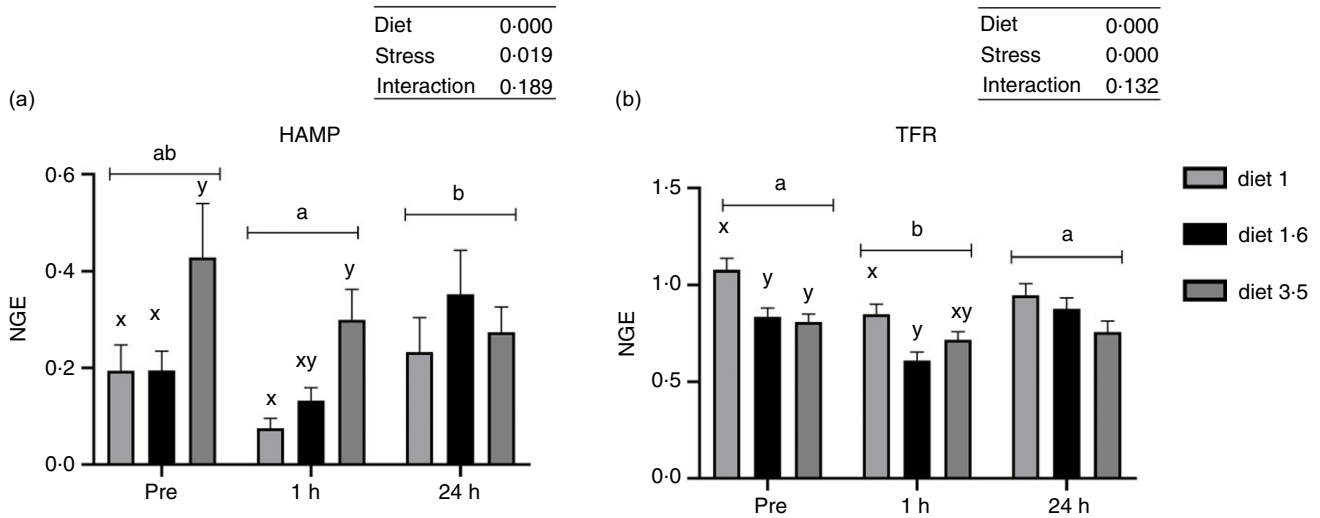 Diet 0·000
Stress 0·019
Interaction 0·189
Diet 0·000
Stress 0·000
Interaction 0·132
(a)
HAMP
NGE
0·6
0·4
0·2
0·0
ab
a
b
x x y
x xy y
Pre 1 h 24 h
(b)
TFR
NGE
1·5
1·0
0·5
0·0
a
b
a
x y y
x y xy
Pre 1 h 24 h
diet 1
diet 1·6
diet 3·5